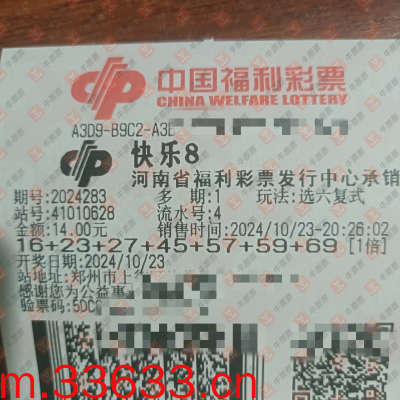 中国福利彩票
CHINA WELFARE LOTTERY
A3D9-B9C2-A3E
快乐8
河南省福利彩票发行中心承销
期号:2024283 多 期:1 玩法:选六复式
站号:41010628 流水号:4
金额:14.00元 销售时间:2024/10/23-20:26:02
16+23+27+45+57+59+69 [1倍]
开奖日期:2024/10/23
站地址:郑州市上
感谢您为公益事
验票码:5DC
m.33633.cn